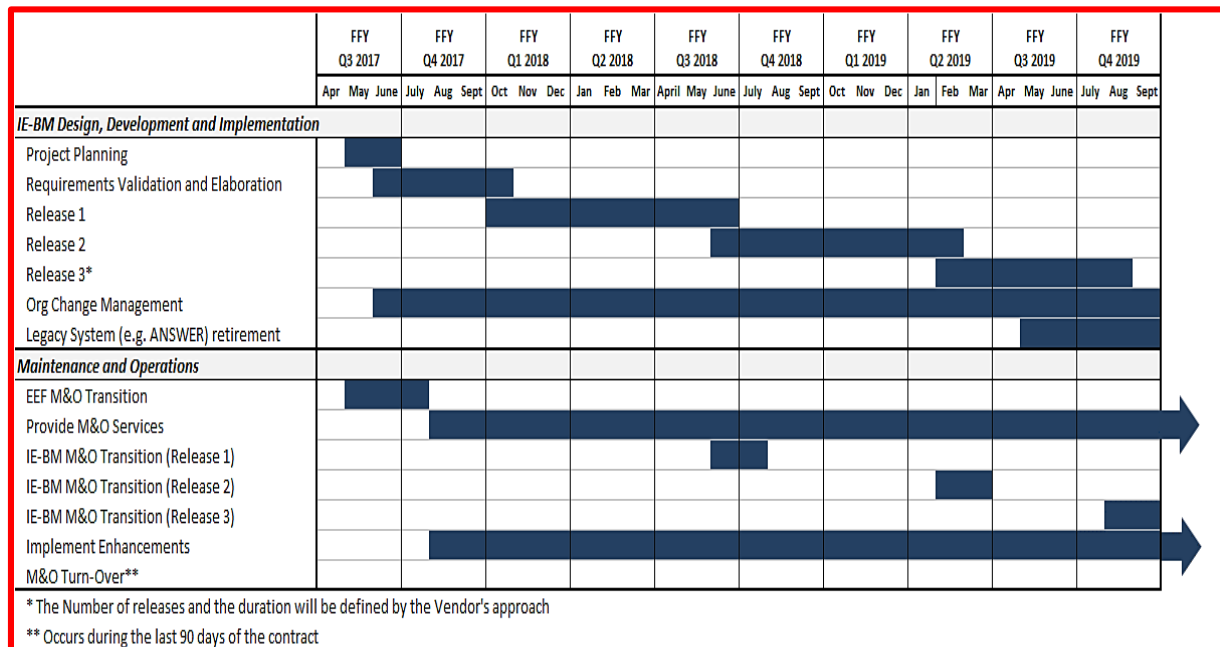 FFY FFY FFY FFY FFY FFY FFY FFY FFY FFY
Q3 2017 Q4 2017 Q1 2018 Q2 2018 Q3 2018 Q4 2018 Q1 2019 Q2 2019 Q3 2019 Q4 2019
Apr May June July Aug Sept Oct Nov Dec Jan Feb Mar April May June July Aug Sept Oct Nov Dec Jan Feb Mar Apr May June July Aug Sept
IE-BM Design, Development and Implementation
Project Planning
Requirements Validation and Elaboration
Release 1
Release 2
Release 3*
Org Change Management
Legacy System (e.g. ANSWER) retirement
Maintenance and Operations
EEF M&O Transition
Provide M&O Services
IE-BM M&O Transition (Release 1)
IE-BM M&O Transition (Release 2)
IE-BM M&O Transition (Release 3)
Implement Enhancements
M&O Turn-Over**
* The Number of releases and the duration will be defined by the Vendor's approach
** Occurs during the last 90 days of the contract